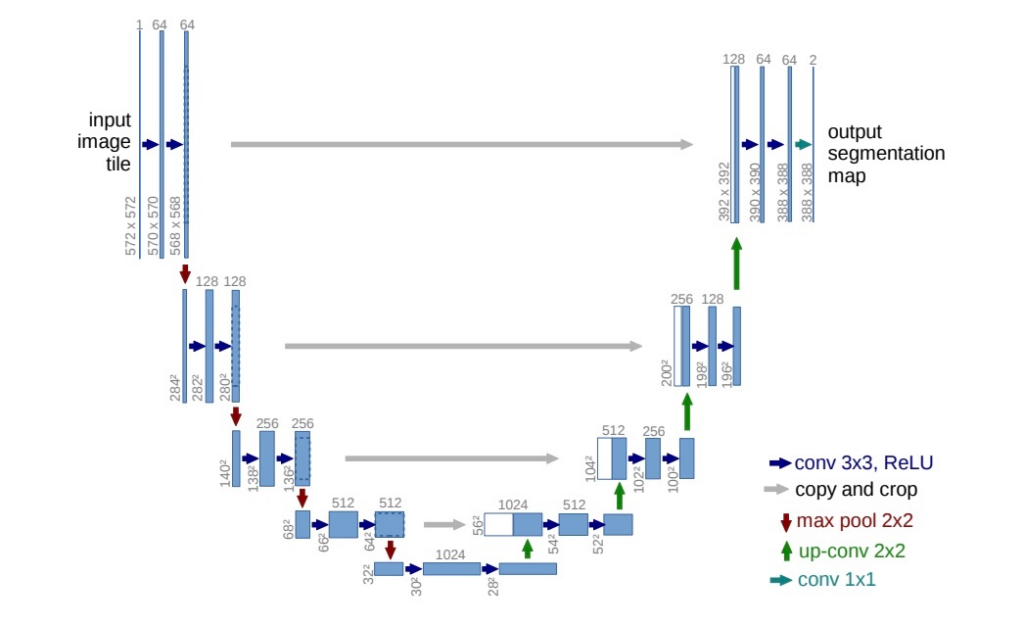 1 64 64
128 64 64 2
input
image
tile
output
segmentation
map
572 x 572
570 x 570
568 x 568
392 x 392
390 x 390
388 x 388
388 x 388
128 128
256 128
284²
282²
280²
200²
198²
196²
256 256
512 256
140²
138²
136²
104²
102²
100²
conv 3x3, ReLU
copy and crop
max pool 2x2
up-conv 2x2
conv 1x1
512 512
1024 512
68²
66²
64²
56²
54²
52²
1024
32²
30²
28²